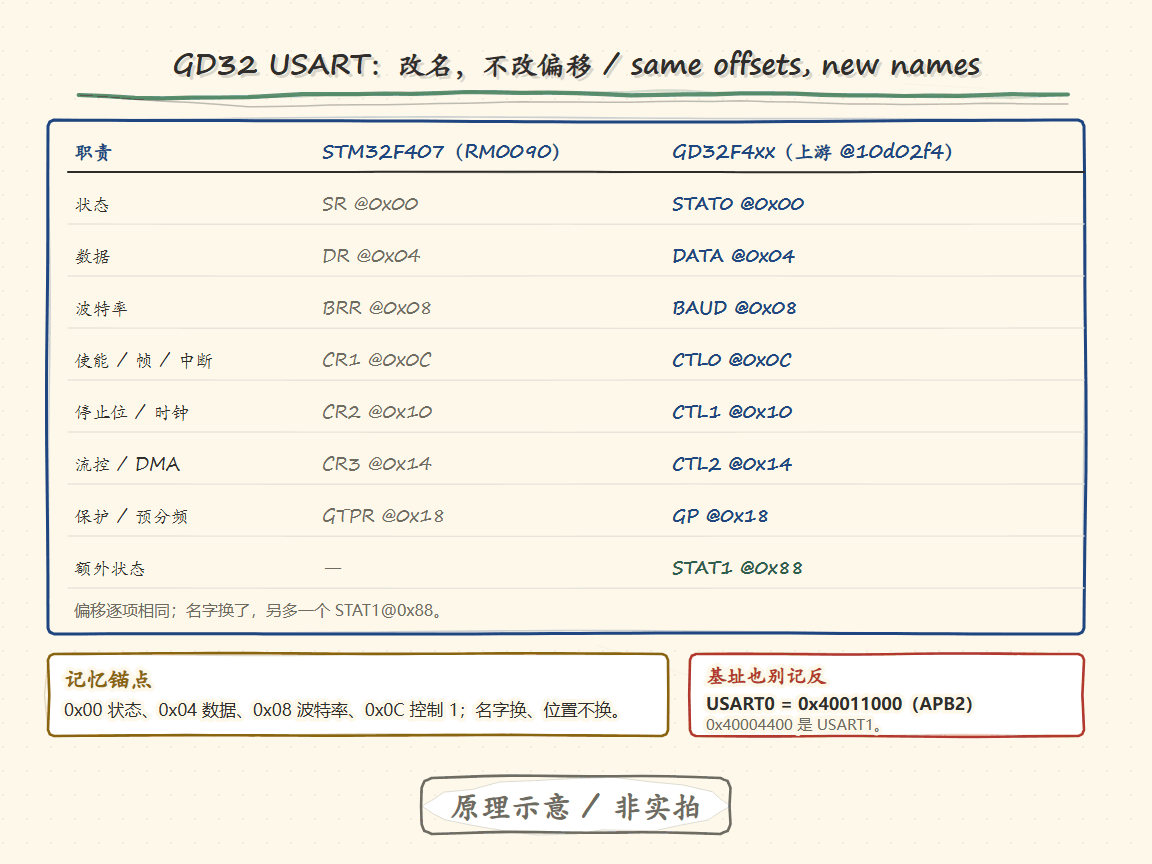 GD32 USART: 改名，不改偏移 / same offsets, new names
职责 STM32F407（RM0090） GD32F4xx（上游 @10d02f4）
状态 SR @0x00 STAT0 @0x00
数据 DR @0x04 DATA @0x04
波特率 BRR @0x08 BAUD @0x08
使能 / 帧 / 中断 CR1 @0x0C CTL0 @0x0C
停止位 / 时钟 CR2 @0x10 CTL1 @0x10
流控 / DMA CR3 @0x14 CTL2 @0x14
保护 / 预分频 GTPR @0x18 GP @0x18
额外状态 — STAT1 @0x88
偏移逐项相同；名字换了，另多一个 STAT1@0x88。
记忆锚点
0x00 状态、0x04 数据、0x08 波特率、0x0C 控制 1；名字换、位置不换。
基址也别记反
USART0 = 0x40011000（APB2）
0x40004400 是 USART1。
原理示意 / 非实拍